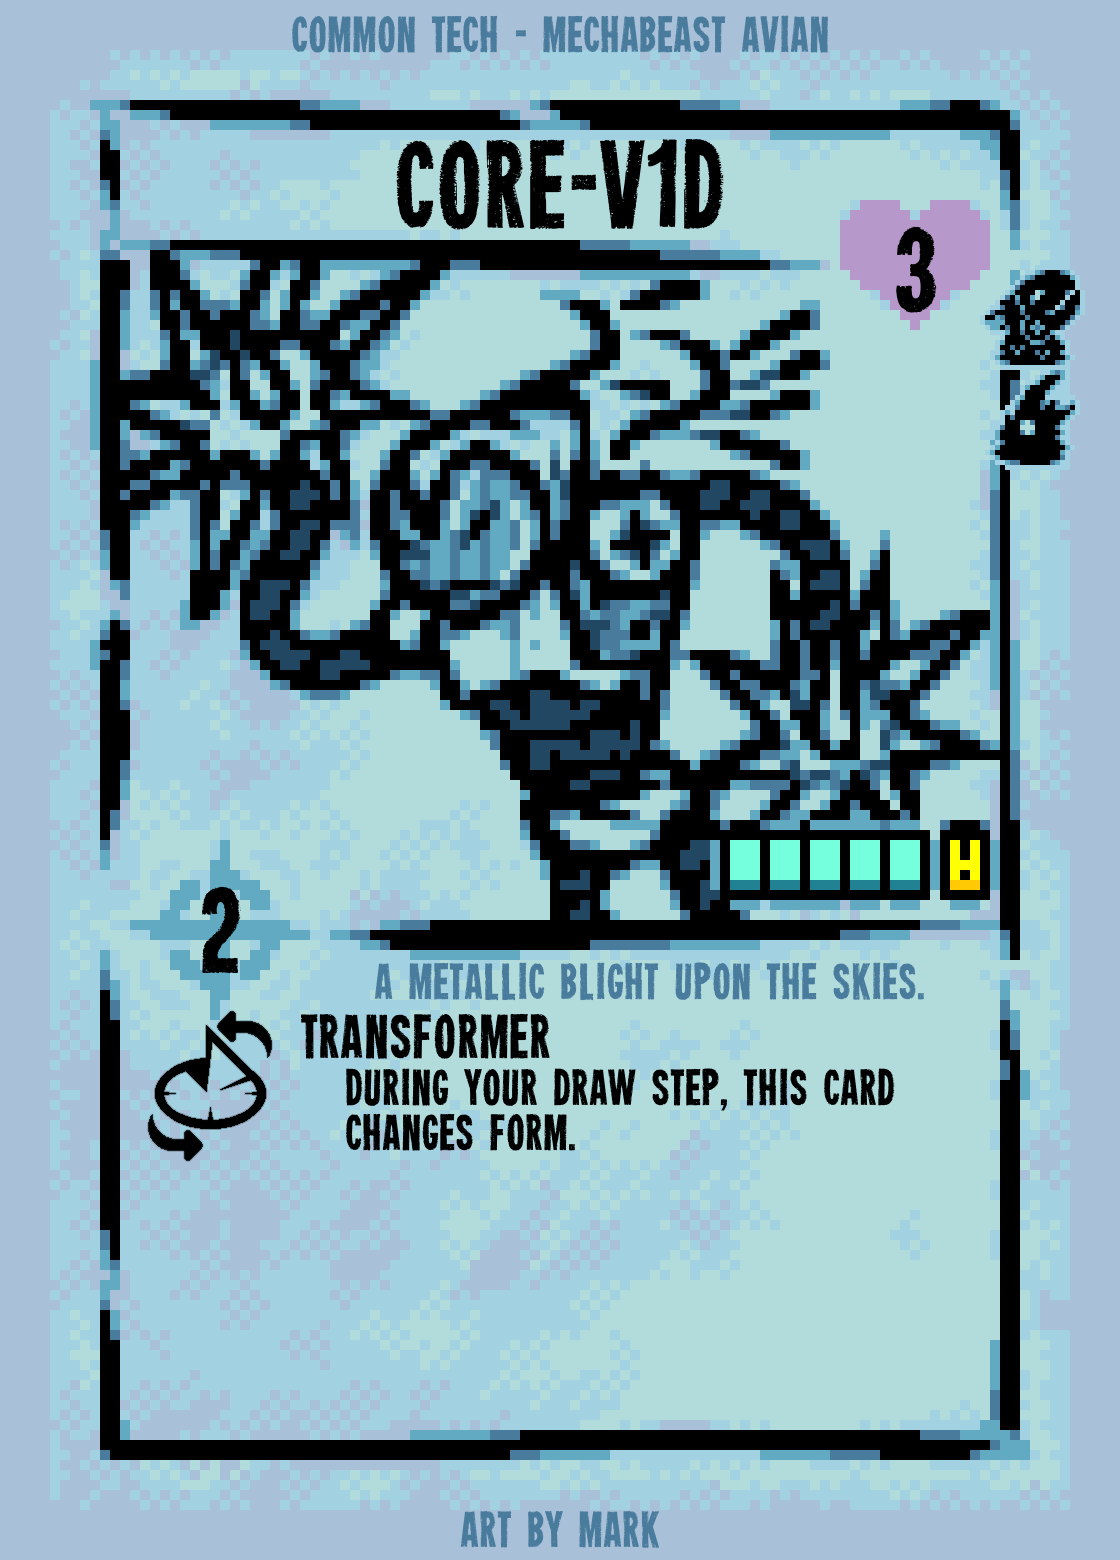 COMMON TECH - MECHABEAST AVIAN
CORE-V1D
3
2
A METALLIC BLIGHT UPON THE SKIES.
TRANSFORMER
DURING YOUR DRAW STEP, THIS CARD
CHANGES FORM.
ART BY MARK